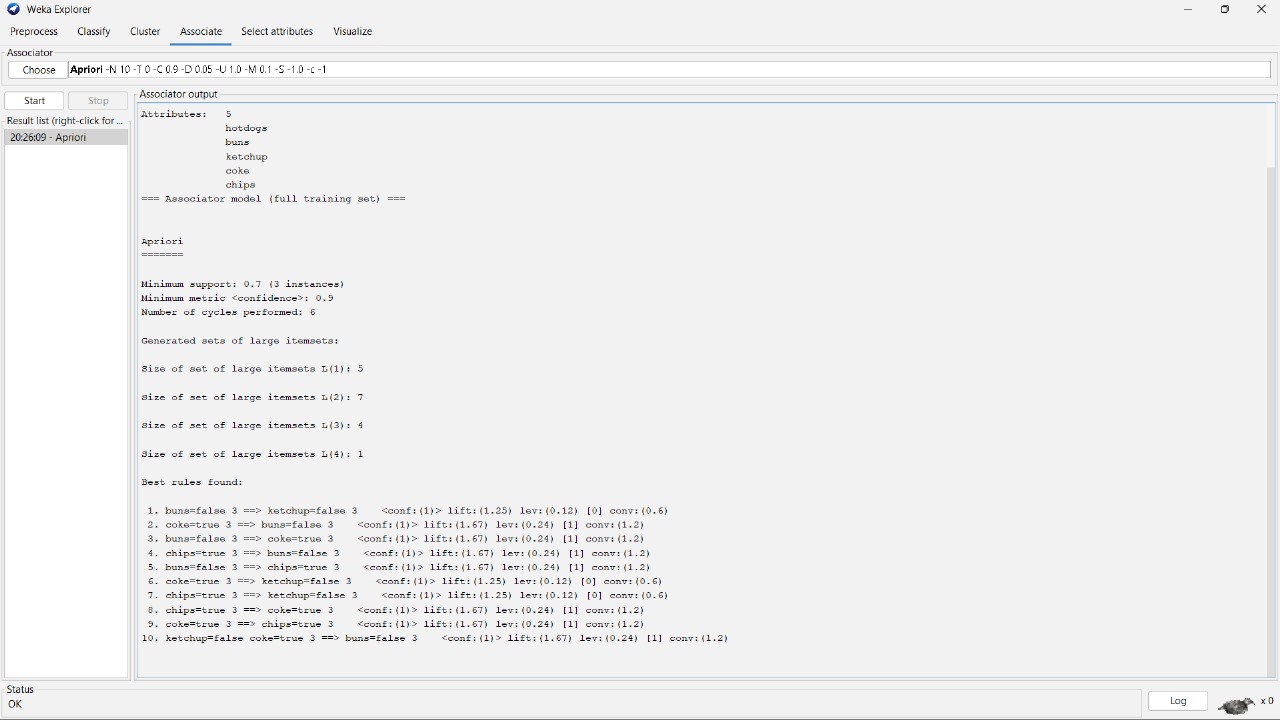 Weka Explorer
Preprocess Classify Cluster Associate Select attributes Visualize
Associator
Choose Apriori -N 10 -T 0 -C 0.9 -D 0.05 -U 1.0 -M 0.1 -S -1.0 -c -1
Start Stop
Result list (right-click for ...
20:26:09 - Apriori
Associator output
Attributes: 5
hotdogs
buns
ketchup
coke
chips
=== Associator model (full training set) ===
Apriori
=======
Minimum support: 0.7 (3 instances)
Minimum metric <confidence>: 0.9
Number of cycles performed: 6
Generated sets of large itemsets:
Size of set of large itemsets L(1): 5
Size of set of large itemsets L(2): 7
Size of set of large itemsets L(3): 4
Size of set of large itemsets L(4): 1
Best rules found:
1. buns=false 3 ==> ketchup=false 3 <conf:(1)> lift:(1.25) lev:(0.12) [0] conv:(0.6)
2. coke=true 3 ==> buns=false 3 <conf:(1)> lift:(1.67) lev:(0.24) [1] conv:(1.2)
3. buns=false 3 ==> coke=true 3 <conf:(1)> lift:(1.67) lev:(0.24) [1] conv:(1.2)
4. chips=true 3 ==> buns=false 3 <conf:(1)> lift:(1.67) lev:(0.24) [1] conv:(1.2)
5. buns=false 3 ==> chips=true 3 <conf:(1)> lift:(1.67) lev:(0.24) [1] conv:(1.2)
6. coke=true 3 ==> ketchup=false 3 <conf:(1)> lift:(1.25) lev:(0.12) [0] conv:(0.6)
7. chips=true 3 ==> ketchup=false 3 <conf:(1)> lift:(1.25) lev:(0.12) [0] conv:(0.6)
8. chips=true 3 ==> coke=true 3 <conf:(1)> lift:(1.67) lev:(0.24) [1] conv:(1.2)
9. coke=true 3 ==> chips=true 3 <conf:(1)> lift:(1.67) lev:(0.24) [1] conv:(1.2)
10. ketchup=false coke=true 3 ==> buns=false 3 <conf:(1)> lift:(1.67) lev:(0.24) [1] conv:(1.2)
Status
OK
Log x 0